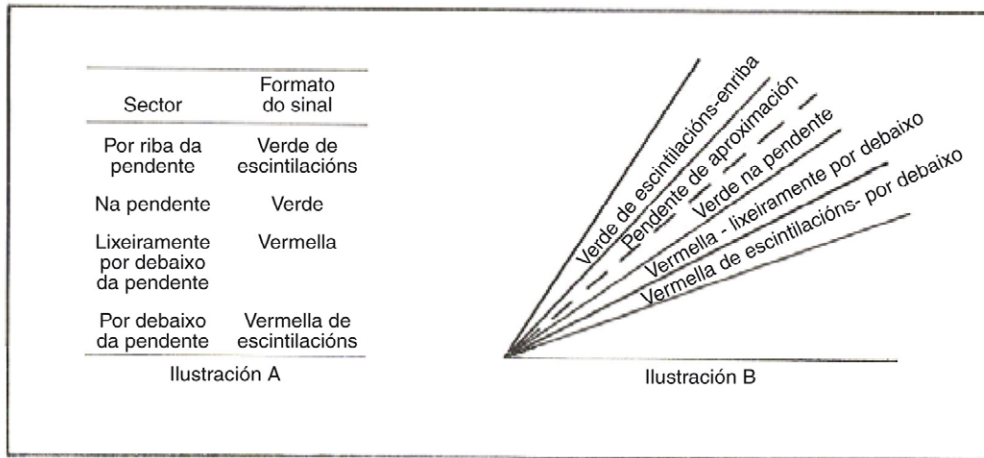 Sector
Formato
do sinal
Por riba da
pendente
Verde de
escintilacións
Na pendente
Verde
Lixeiramente
por debaixo
da pendente
Vermella
Por debaixo
da pendente
Vermella de
escintilacións
Ilustración A
Verde de escintilacións-enriba
Pendente de aproximación
Verde na pendente
Vermella - lixeiramente por debaixo
Vermella de escintilacións- por debaixo
Ilustración B